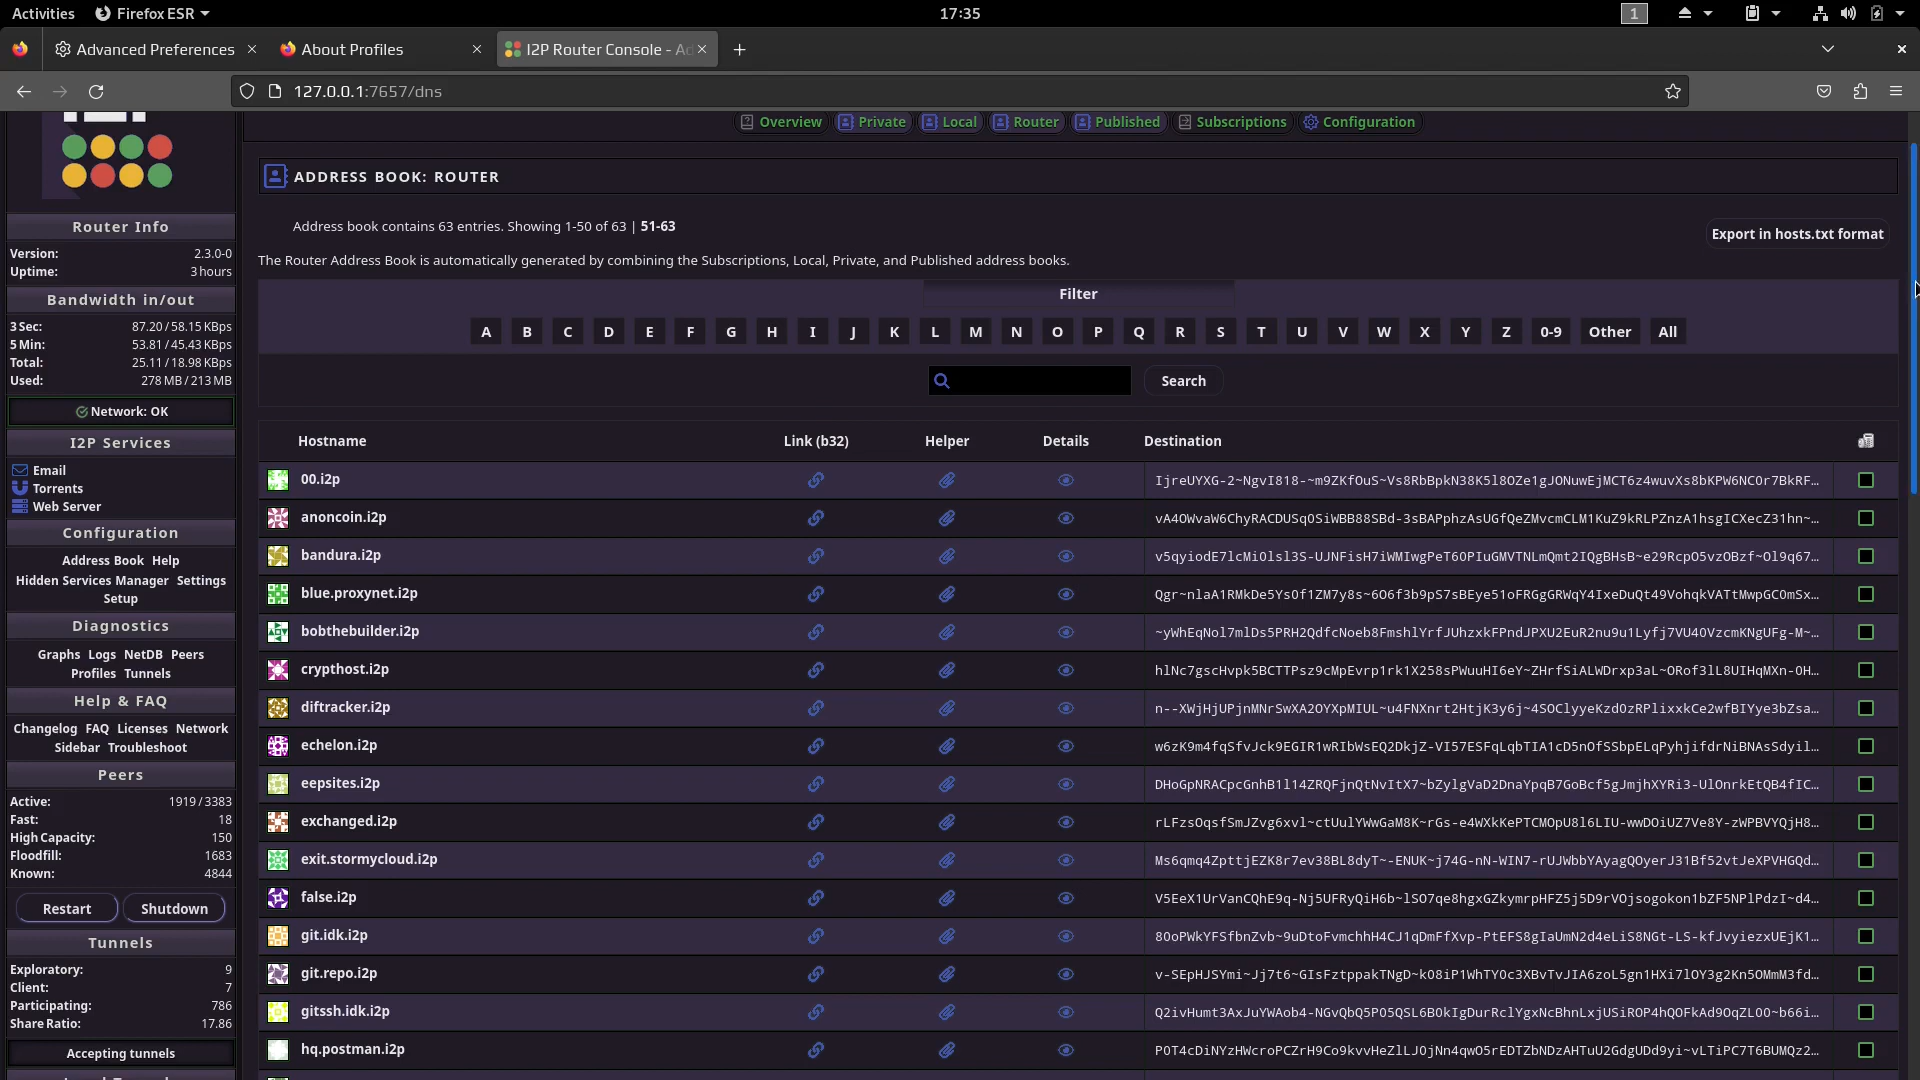 Activities
Firefox ESR
17:35
1
Advanced Preferences
About Profiles
I2P Router Console - Ad
127.0.0.1:7657/dns
Overview
Private
Local
Router
Published
Subscriptions
Configuration
Router Info
Version: 2.3.0-0
Uptime: 3 hours
Bandwidth in/out
3 Sec: 87.20 / 58.15 KBps
5 Min: 53.81 / 45.43 KBps
Total: 25.11 / 18.98 KBps
Used: 278 MB / 213 MB
Network: OK
I2P Services
Email
Torrents
Web Server
Configuration
Address Book Help
Hidden Services Manager Settings
Setup
Diagnostics
Graphs Logs NetDB Peers
Profiles Tunnels
Help & FAQ
Changelog FAQ Licenses Network
Sidebar Troubleshoot
Peers
Active: 1919 / 3383
Fast: 18
High Capacity: 150
Floodfill: 1683
Known: 4844
Restart
Shutdown
Tunnels
Exploratory: 9
Client: 7
Participating: 786
Share Ratio: 17.86
Accepting tunnels
ADDRESS BOOK: ROUTER
Address book contains 63 entries. Showing 1-50 of 63 | 51-63
Export in hosts.txt format
The Router Address Book is automatically generated by combining the Subscriptions, Local, Private, and Published address books.
Filter
A B C D E F G H I J K L M N O P Q R S T U V W X Y Z 0-9 Other All
Search
Hostname Link (b32) Helper Details Destination
00.i2p
anoncoin.i2p
bandura.i2p
blue.proxynet.i2p
bobthebuilder.i2p
crypthost.i2p
diftracker.i2p
echelon.i2p
eepsites.i2p
exchanged.i2p
exit.stormycloud.i2p
false.i2p
git.idk.i2p
git.repo.i2p
gitssh.idk.i2p
hq.postman.i2p